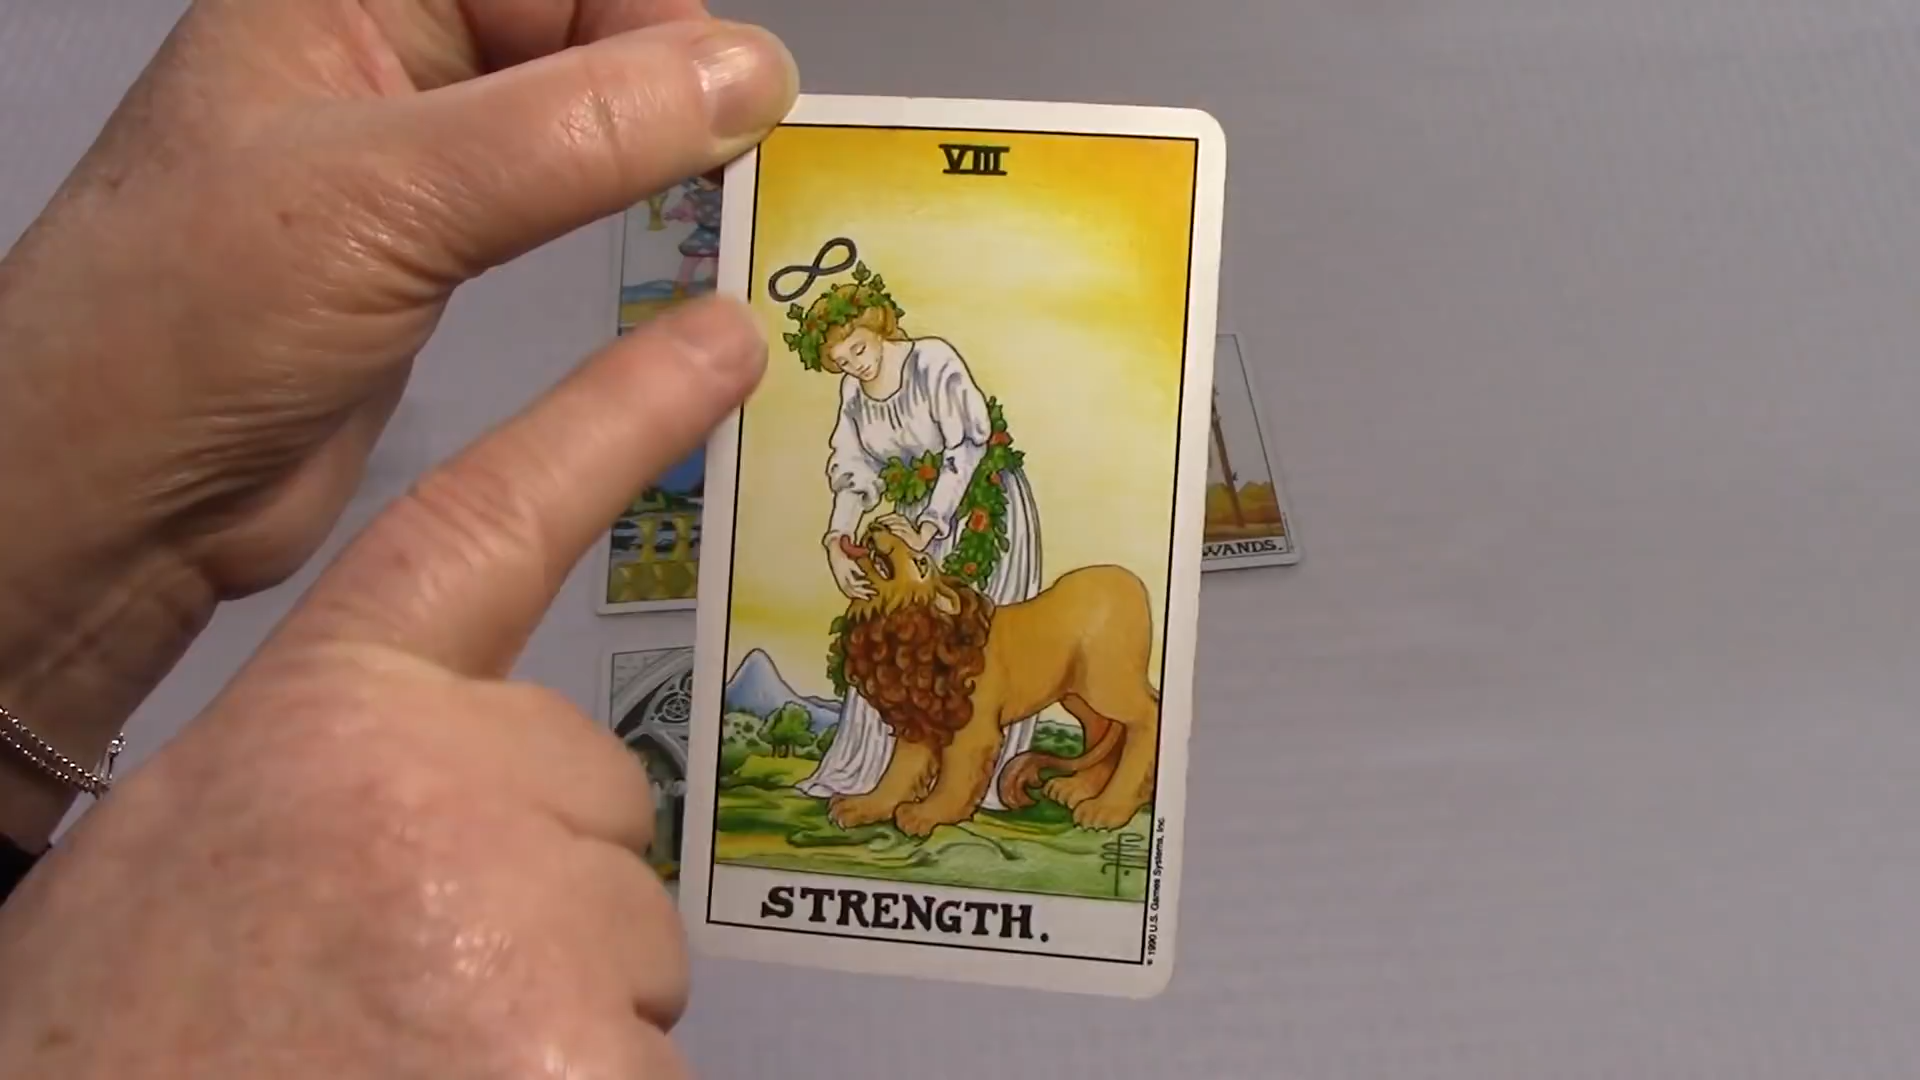 VIII
STRENGTH.
© 1990 U.S. Games Systems, Inc.
WANDS.